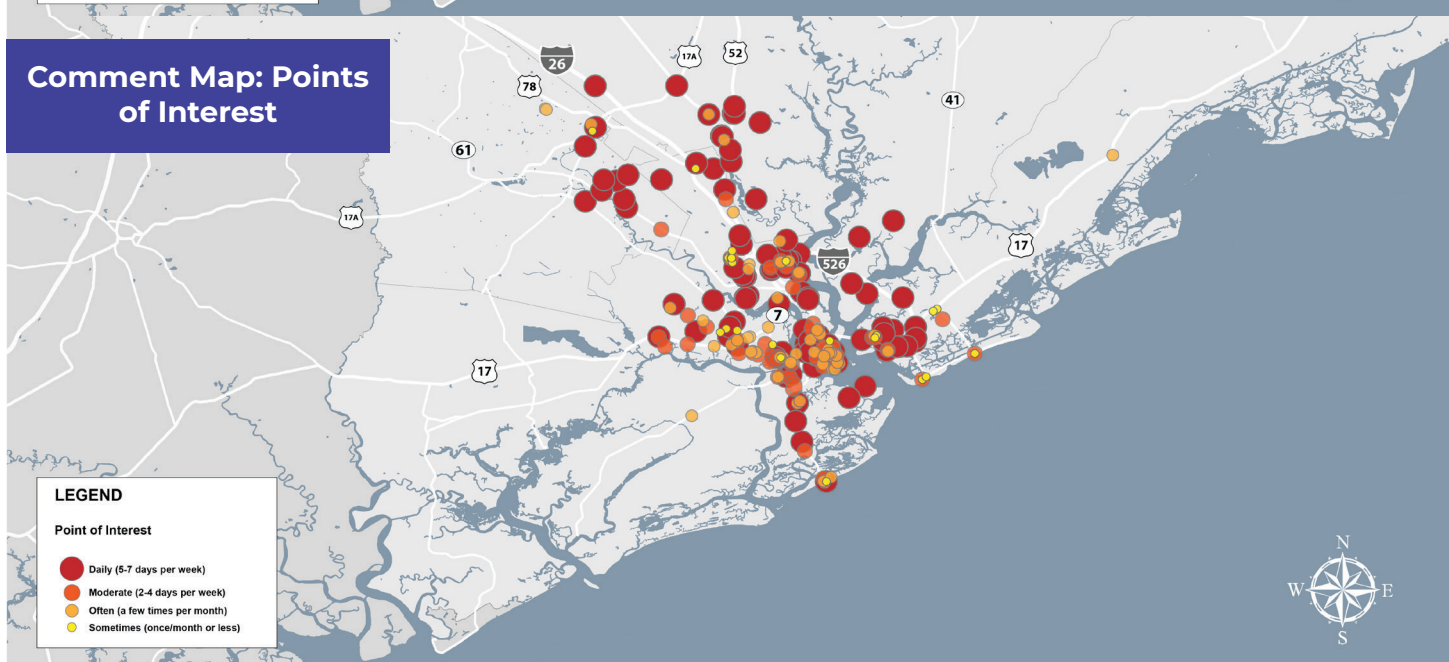 Comment Map: Points
of Interest
26
17A
52
78
41
61
17A
17
526
7
17
LEGEND
Point of Interest
Daily (5-7 days per week)
Moderate (2-4 days per week)
Often (a few times per month)
Sometimes (once/month or less)
N
W
E
S